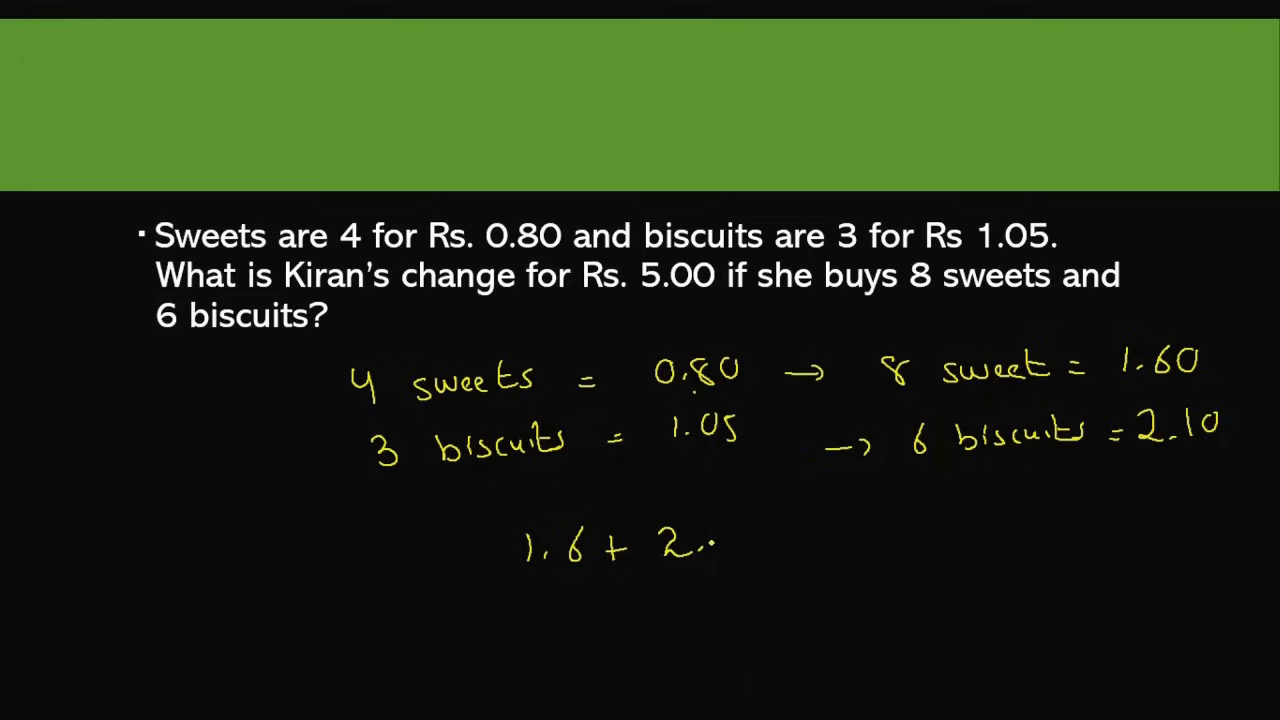 · Sweets are 4 for Rs. 0.80 and biscuits are 3 for Rs 1.05.
What is Kiran's change for Rs. 5.00 if she buys 8 sweets and
6 biscuits?
4 sweets = 0.80 → 8 sweet = 1.60
3 biscuits = 1.05 → 6 biscuits = 2.10
1.6 + 2.